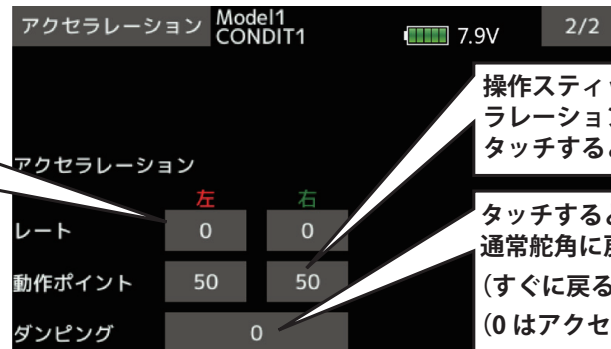 アクセラレーション Model1 7.9V 2/2
CONDIT1
操作スティッ
ラレーション
タッチすると
アクセラレーション
左 右
レート 0 0
動作ポイント 50 50
ダンピング 0
タッチすると
通常舵角に戻
（すぐに戻る
（0 はアクセ